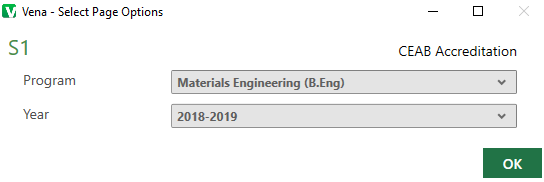 Vena - Select Page Options
S1
CEAB Accreditation
Program
Materials Engineering (B.Eng)
Year
2018-2019
OK